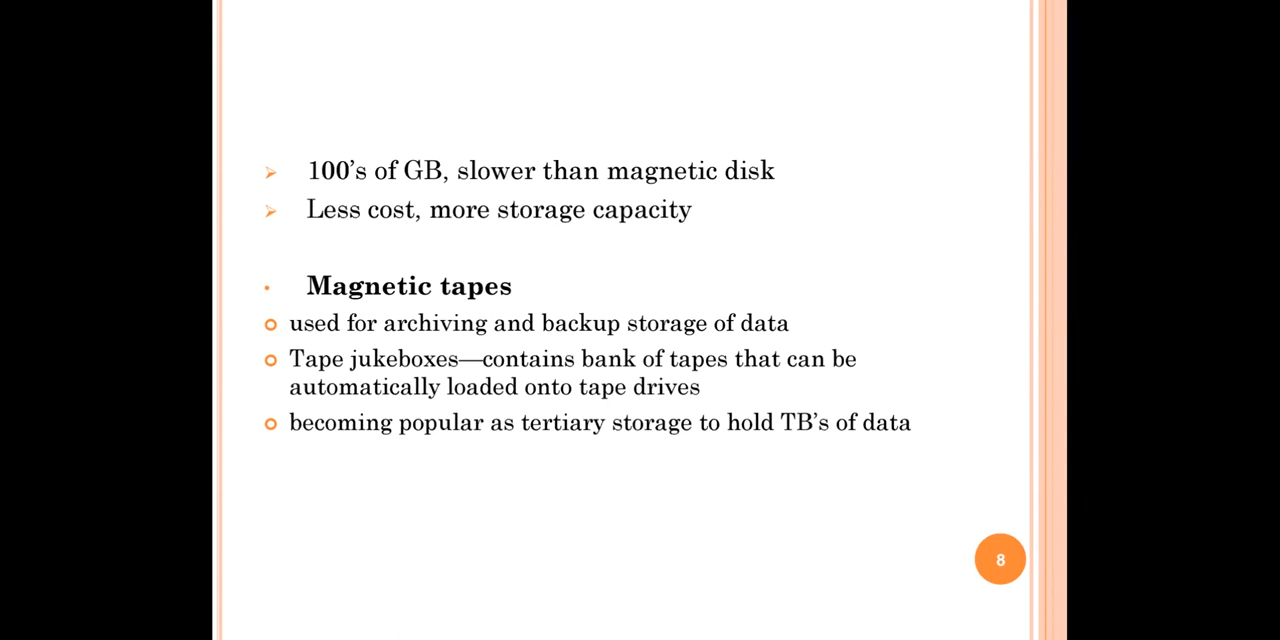 100’s of GB, slower than magnetic disk
Less cost, more storage capacity
Magnetic tapes
used for archiving and backup storage of data
Tape jukeboxes—contains bank of tapes that can be
automatically loaded onto tape drives
becoming popular as tertiary storage to hold TB’s of data
8